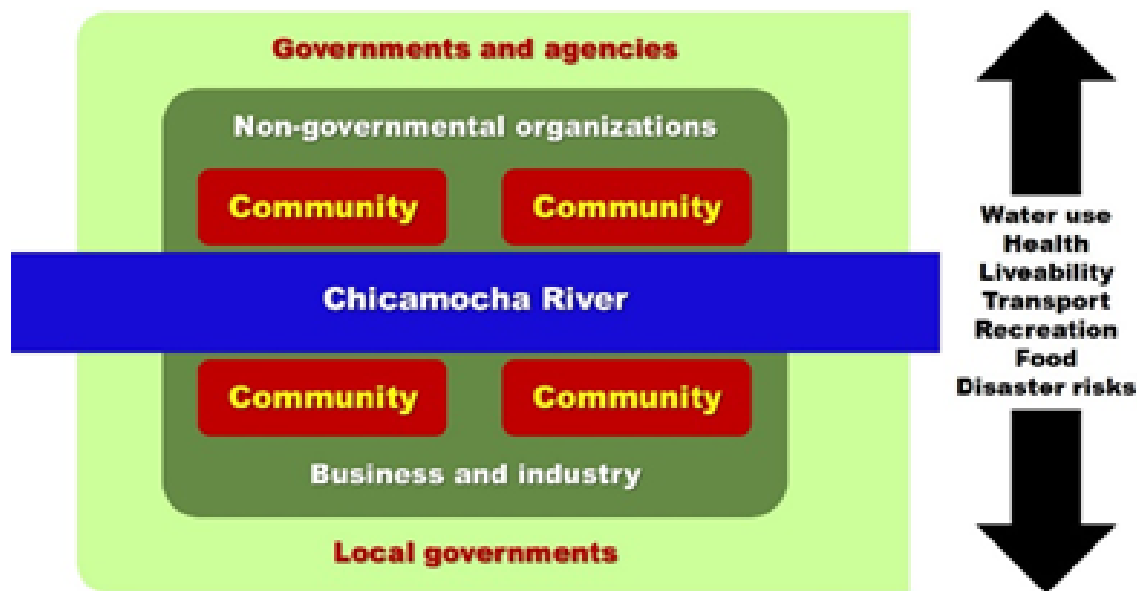 Governments and agencies
Non-governmental organizations
Community
Community
Chicamocha River
Community
Community
Business and industry
Local governments
Water use
Health
Liveability
Transport
Recreation
Food
Disaster risks